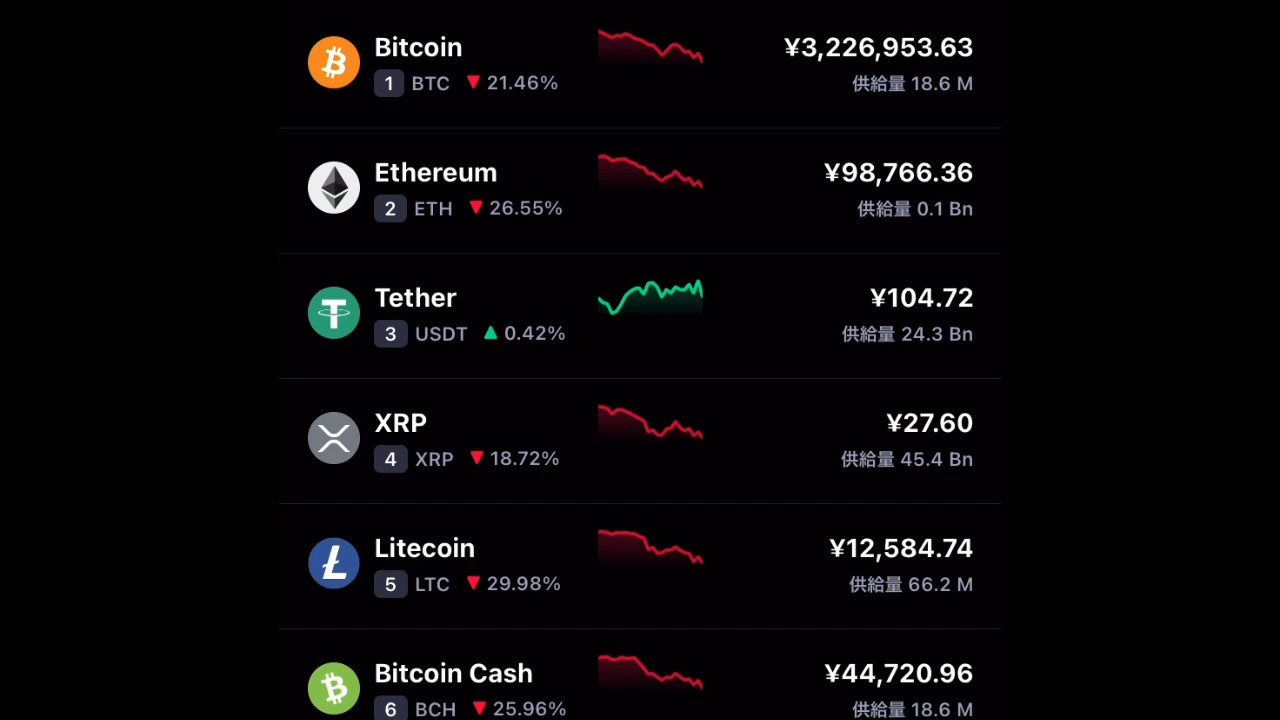 Bitcoin ¥3,226,953.63
1 BTC ▼ 21.46% 供給量 18.6 M
Ethereum ¥98,766.36
2 ETH ▼ 26.55% 供給量 0.1 Bn
Tether ¥104.72
3 USDT ▲ 0.42% 供給量 24.3 Bn
XRP ¥27.60
4 XRP ▼ 18.72% 供給量 45.4 Bn
Litecoin ¥12,584.74
5 LTC ▼ 29.98% 供給量 66.2 M
Bitcoin Cash ¥44,720.96
6 BCH ▼ 25.96% 供給量 18.6 M